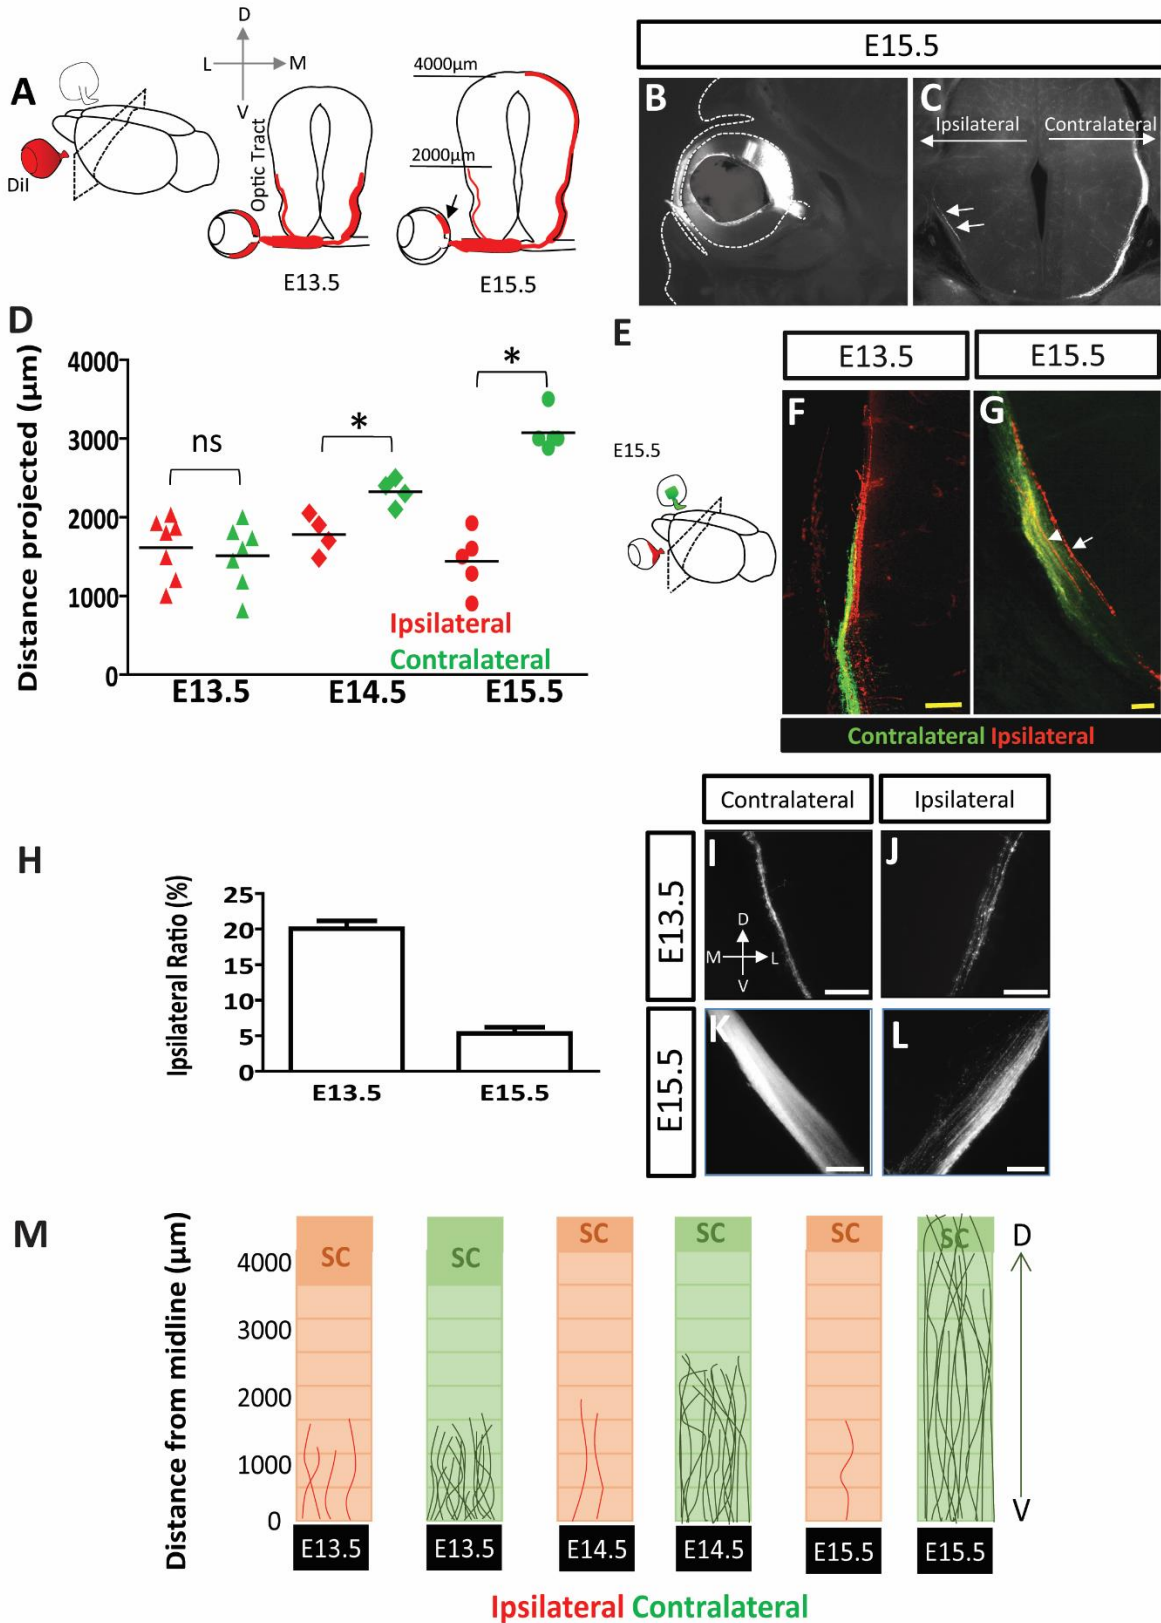 A
D
L
M
V
DiI
Optic Tract
E13.5
4000µm
2000µm
E15.5
E15.5
B
C
Ipsilateral
Contralateral
D
Distance projected (µm)
4000
3000
2000
1000
0
ns
*
*
Ipsilateral
Contralateral
E13.5
E14.5
E15.5
E
E15.5
E13.5
E15.5
F
G
Contralateral Ipsilateral
H
Ipsilateral Ratio (%)
25
20
15
10
5
0
E13.5
E15.5
Contralateral
Ipsilateral
E13.5
I
D
M
L
V
J
E15.5
K
L
M
Distance from midline (µm)
4000
3000
2000
1000
0
SC
SC
SC
SC
SC
SC
D
V
E13.5
E13.5
E14.5
E14.5
E15.5
E15.5
Ipsilateral Contralateral